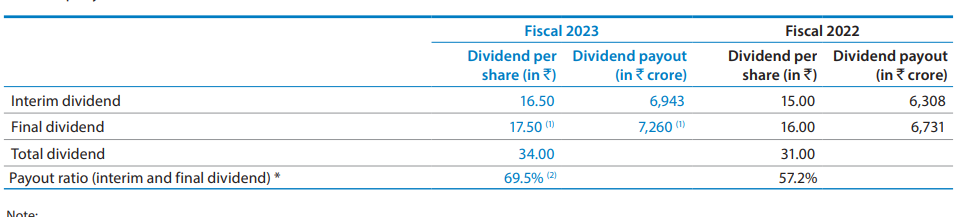 Fiscal 2023 Fiscal 2022
Dividend per Dividend payout Dividend per Dividend payout
share (in ₹) (in ₹ crore) share (in ₹) (in ₹ crore)
Interim dividend 16.50 6,943 15.00 6,308
Final dividend 17.50 (1) 7,260 (1) 16.00 6,731
Total dividend 34.00 31.00
Payout ratio (interim and final dividend) * 69.5% (2) 57.2%
Note: